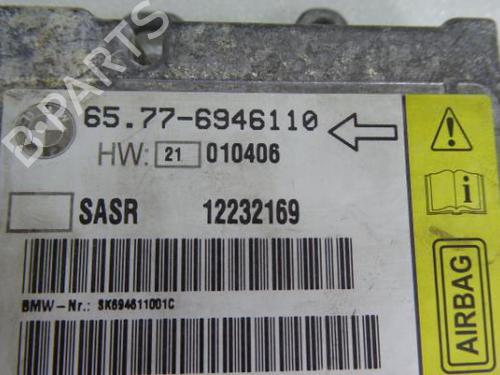 B-PARTS
65.77-6946110
HW: 21 010406
SASR 12232169
BMW-Nr.: SK694611001C
AIRBAG
i